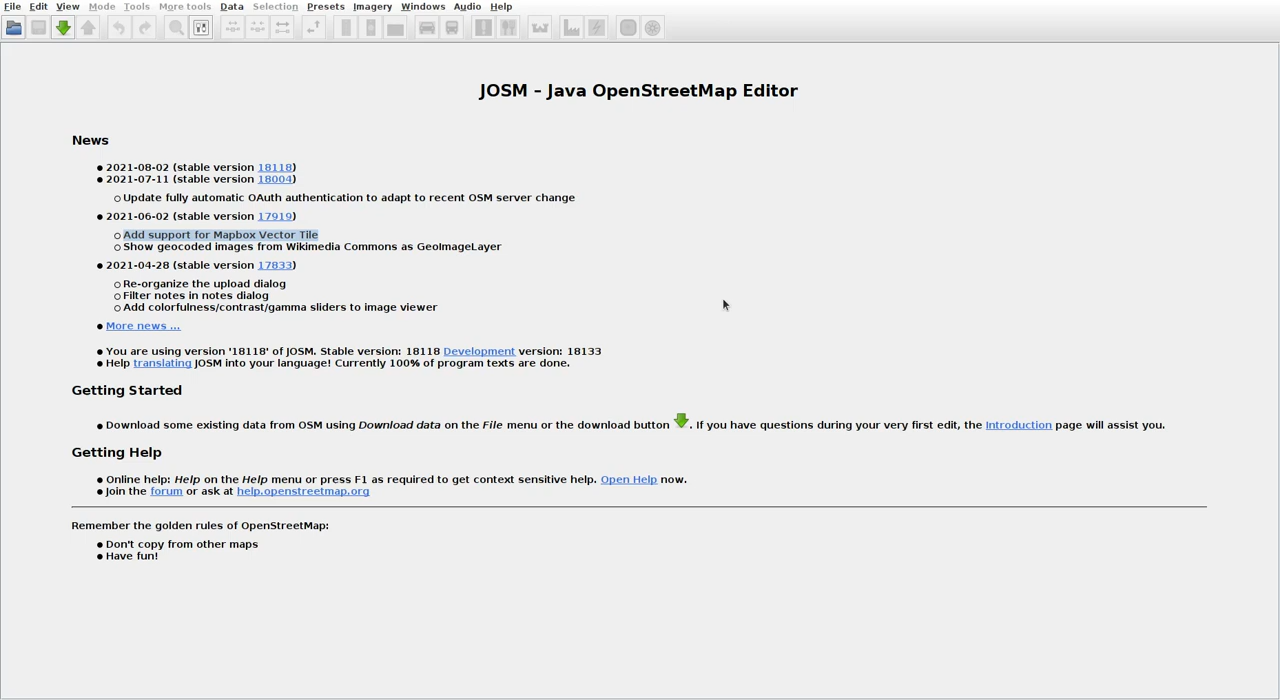 File Edit View Mode Tools More tools Data Selection Presets Imagery Windows Audio Help
JOSM – Java OpenStreetMap Editor
News
2021-08-02 (stable version 18118)
2021-07-11 (stable version 18004)
Update fully automatic OAuth authentication to adapt to recent OSM server change
2021-06-02 (stable version 17919)
Add support for Mapbox Vector Tile
Show geocoded images from Wikimedia Commons as GeoImageLayer
2021-04-28 (stable version 17833)
Re-organize the upload dialog
Filter notes in notes dialog
Add colorfulness/contrast/gamma sliders to image viewer
More news ...
You are using version '18118' of JOSM. Stable version: 18118 Development version: 18133
Help translating JOSM into your language! Currently 100% of program texts are done.
Getting Started
Download some existing data from OSM using Download data on the File menu or the download button . If you have questions during your very first edit, the Introduction page will assist you.
Getting Help
Online help: Help on the Help menu or press F1 as required to get context sensitive help. Open Help now.
Join the forum or ask at help.openstreetmap.org
Remember the golden rules of OpenStreetMap:
Don't copy from other maps
Have fun!